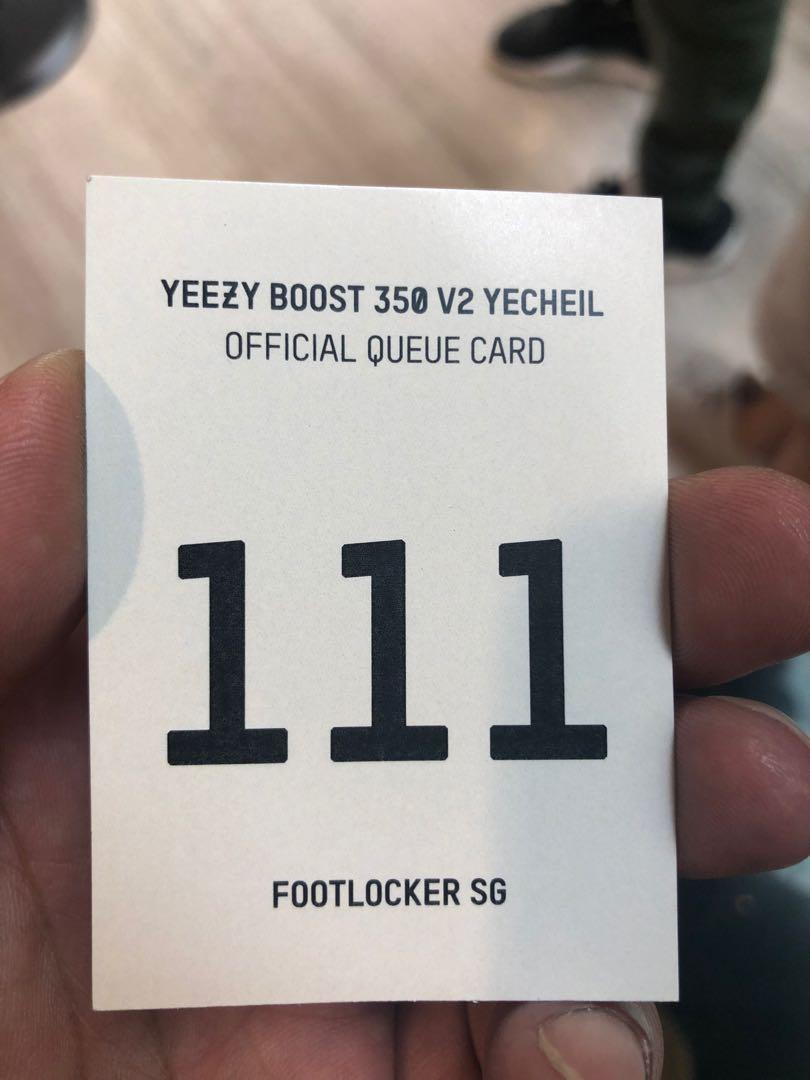 YEEZY BOOST 350 V2 YECHEIL
OFFICIAL QUEUE CARD
111
FOOTLOCKER SG